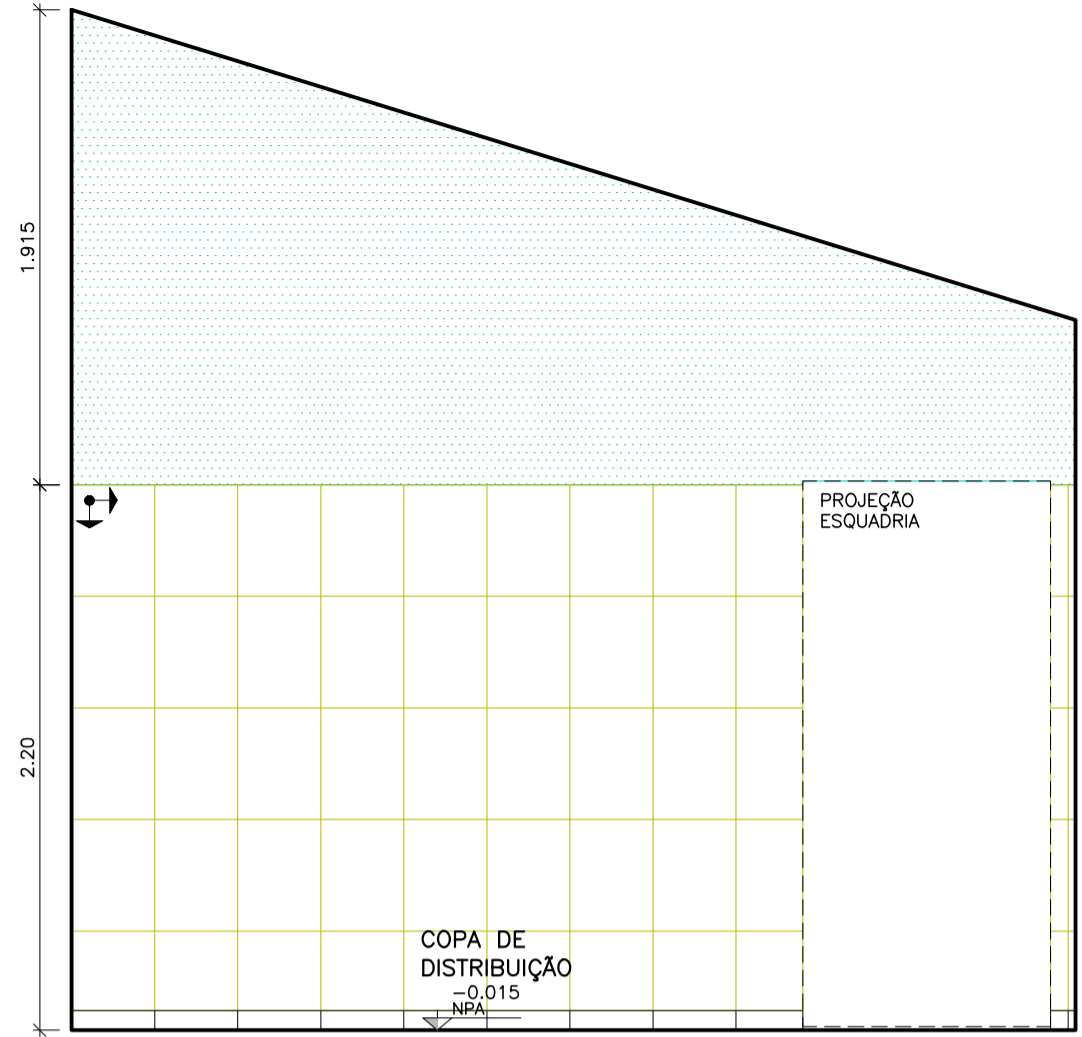 1.915
PROJEÇÃO
ESQUADRIA
2.20
COPA DE
DISTRIBUIÇÃO
-0.015
NPA